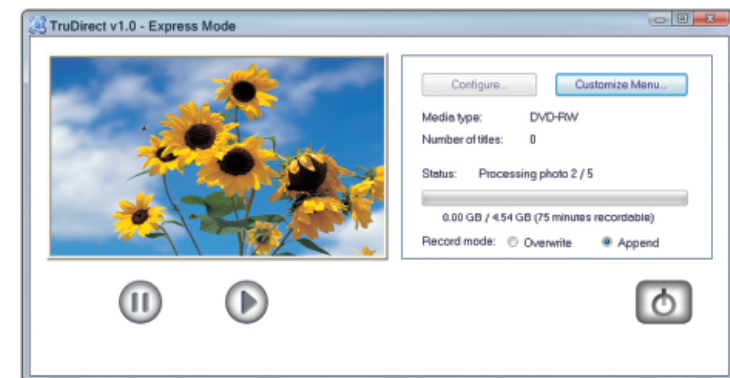 TruDirect v1.0 - Express Mode
Configure... Customize Menu...
Media type: DVD-RW
Number of titles: 0
Status: Processing photo 2 / 5
0.00 GB / 4.54 GB (75 minutes recordable)
Record mode: Overwrite Append